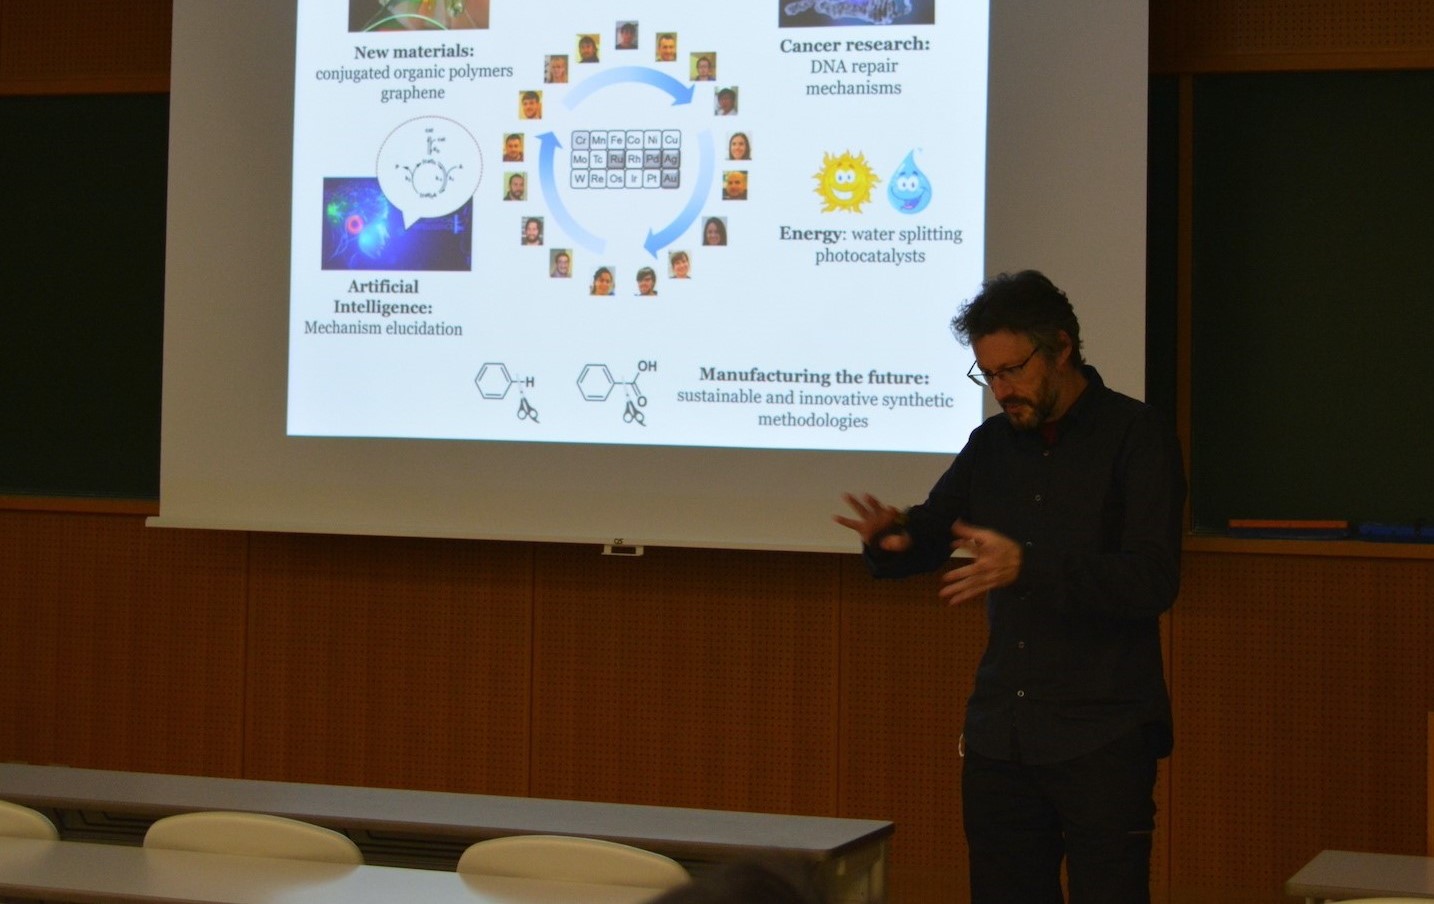 New materials:
conjugated organic polymers
graphene
Cancer research:
DNA repair
mechanisms
Cr Mn Fe Co Ni Cu
Mo Tc Ru Rh Pd Ag
W Re Os Ir Pt Au
Energy: water splitting
photocatalysts
Artificial
Intelligence:
Mechanism elucidation
H
OH
O
Manufacturing the future:
sustainable and innovative synthetic
methodologies